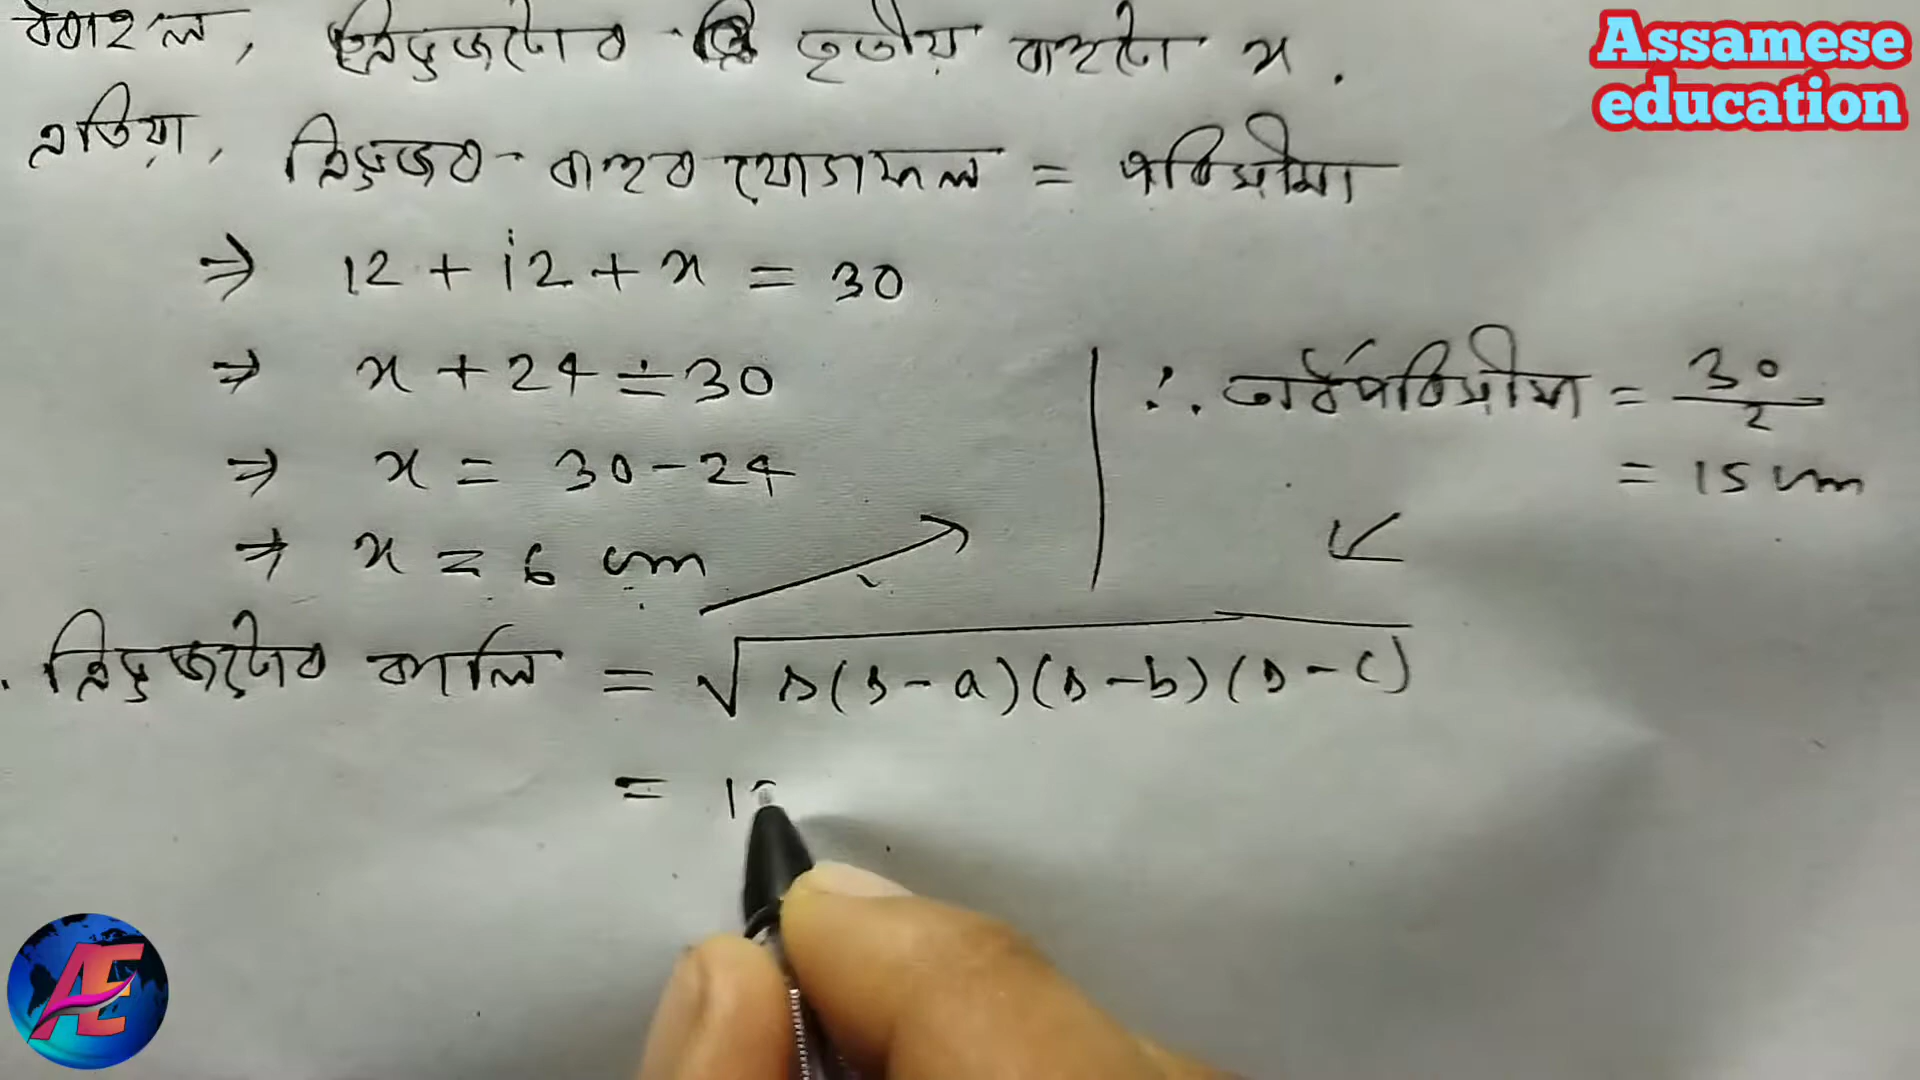 ত্ৰিভুজটোৰ তৃতীয় বাহুটো x.
Assamese
education
এতিয়া, ত্ৰিভুজৰ বাহুৰ যোগফল = পৰিসীমা
⇒ 12 + 12 + x = 30
⇒ x + 24 = 30
⇒ x = 30 - 24
⇒ x = 6 cm
∴ অৰ্ধপৰিসীমা = 30/2
= 15 cm
ত্ৰিভুজটোৰ কালি = √s(s-a)(s-b)(s-c)
= 1
AE